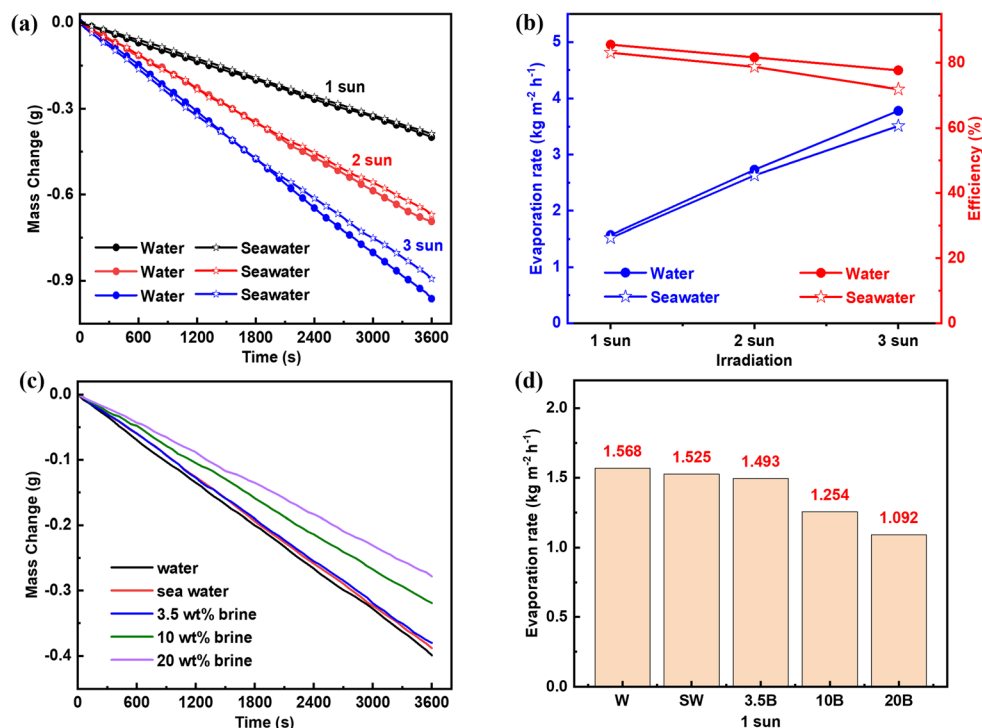 (a)
0.0
-0.3
-0.6
-0.9
Mass Change (g)
1 sun
2 sun
3 sun
Water Seawater
Water Seawater
Water Seawater
0 600 1200 1800 2400 3000 3600
Time (s)
(b)
5
4
3
2
1
0
Evaporation rate (kg m⁻² h⁻¹)
80
60
40
20
0
Efficiency (%)
Water Water
Seawater Seawater
1 sun 2 sun 3 sun
Irradiation
(c)
0.0
-0.1
-0.2
-0.3
-0.4
Mass Change (g)
water
sea water
3.5 wt% brine
10 wt% brine
20 wt% brine
0 600 1200 1800 2400 3000 3600
Time (s)
(d)
2.0
1.5
1.0
0.5
0.0
Evaporation rate (kg m⁻² h⁻¹)
1.568
1.525
1.493
1.254
1.092
W SW 3.5B 10B 20B
1 sun